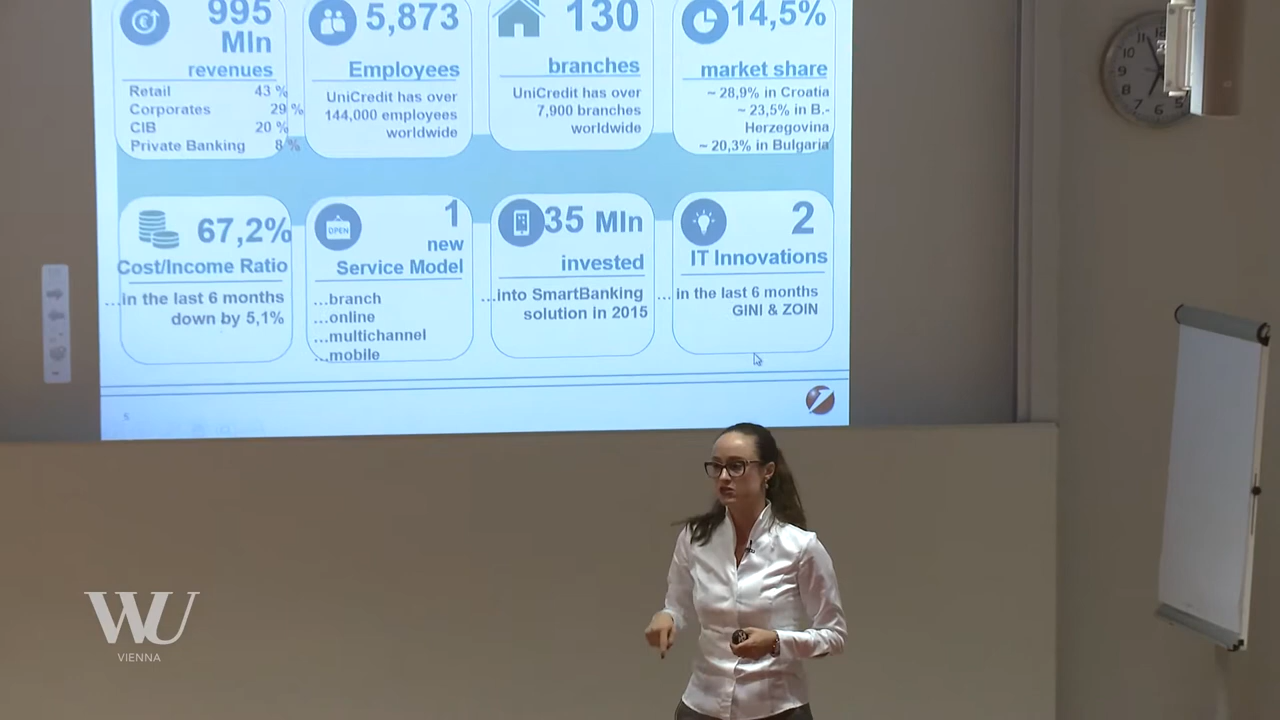 995
Mln
revenues
Retail 43 %
Corporates 29 %
CIB 20 %
Private Banking 8 %
5,873
Employees
UniCredit has over
144,000 employees
worldwide
130
branches
UniCredit has over
7,900 branches
worldwide
14,5%
market share
~ 28,9% in Croatia
~ 23,5% in B.-
Herzegovina
~ 20,3% in Bulgaria
67,2%
Cost/Income Ratio
...in the last 6 months
down by 5,1%
OPEN
1
new
Service Model
...branch
...online
...multichannel
...mobile
35 Mln
invested
...into SmartBanking
solution in 2015
2
IT Innovations
... in the last 6 months
GINI & ZOIN
5
WU
VIENNA